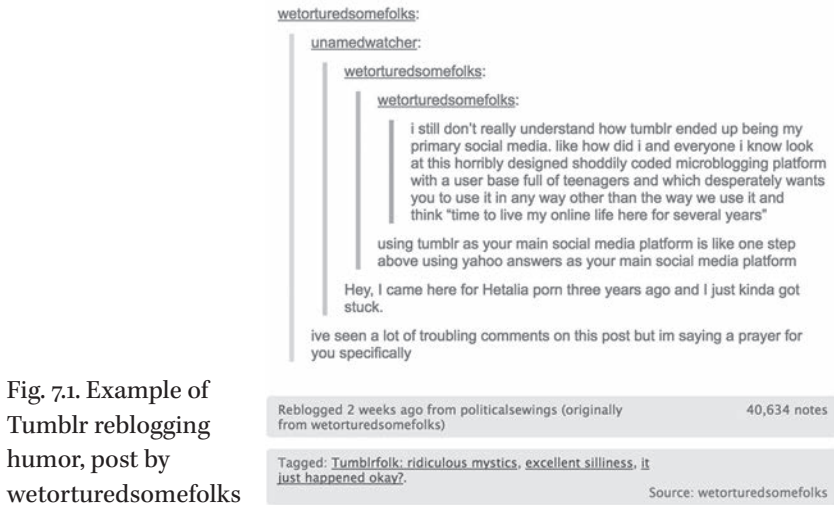 wetorturedsomefolks:
unamedwatcher:
wetorturedsomefolks:
wetorturedsomefolks:
i still don't really understand how tumblr ended up being my
primary social media. like how did i and everyone i know look
at this horribly designed shoddily coded microblogging platform
with a user base full of teenagers and which desperately wants
you to use it in any way other than the way we use it and
think “time to live my online life here for several years”
using tumblr as your main social media platform is like one step
above using yahoo answers as your main social media platform
Hey, I came here for Hetalia porn three years ago and I just kinda got
stuck.
ive seen a lot of troubling comments on this post but im saying a prayer for
you specifically
Reblogged 2 weeks ago from politicalsewings (originally
from wetorturedsomefolks)
40,634 notes
Tagged: Tumblrfolk: ridiculous mystics, excellent silliness, it
just happened okay?.
Source: wetorturedsomefolks
Fig. 7.1. Example of
Tumblr reblogging
humor, post by
wetorturedsomefolks